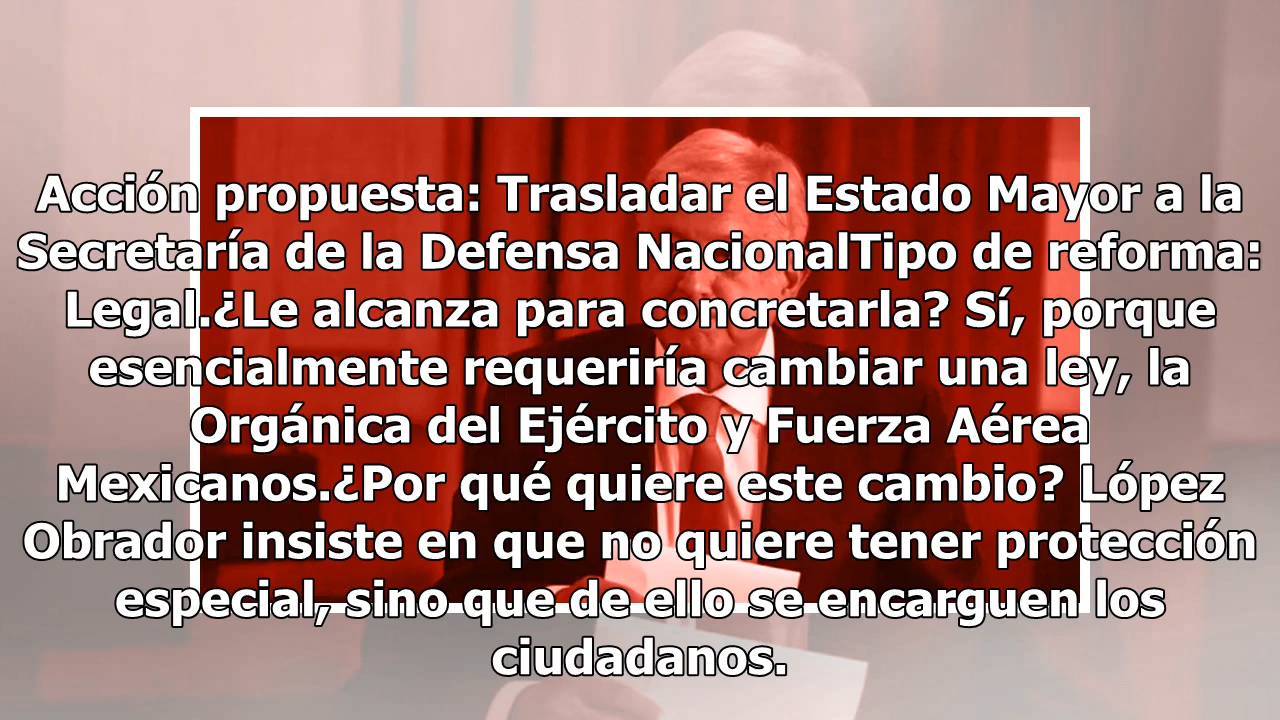 Acción propuesta: Trasladar el Estado Mayor a la
Secretaría de la Defensa NacionalTipo de reforma:
Legal.¿Le alcanza para concretarla? Sí, porque
esencialmente requeriría cambiar una ley, la
Orgánica del Ejército y Fuerza Aérea
Mexicanos.¿Por qué quiere este cambio? López
Obrador insiste en que no quiere tener protección
especial, sino que de ello se encarguen los
ciudadanos.